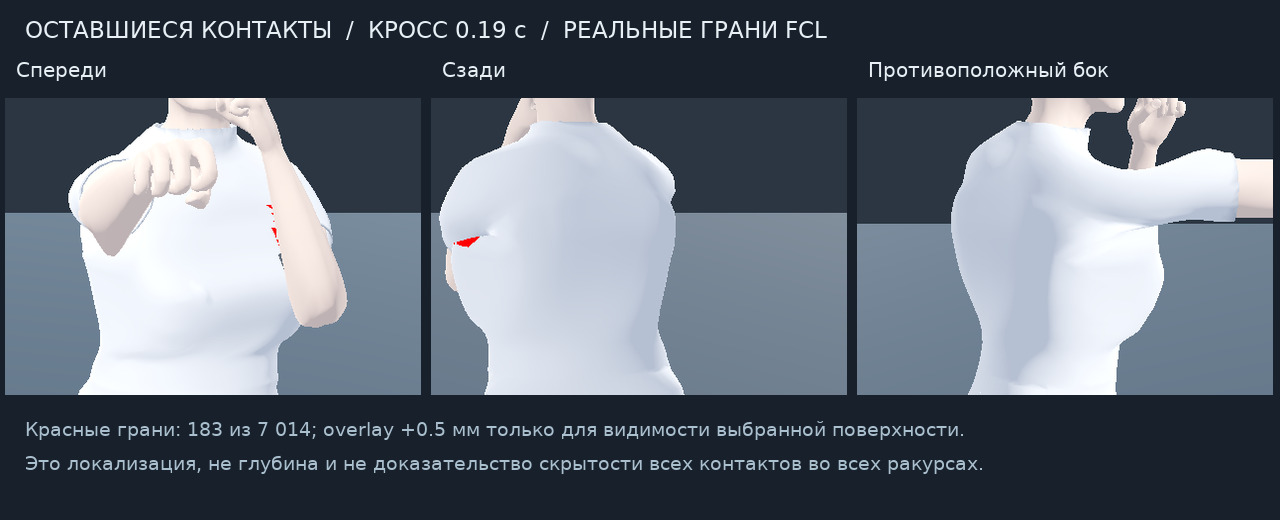 ОСТАВШИЕСЯ КОНТАКТЫ / КРОСС 0.19 с / РЕАЛЬНЫЕ ГРАНИ FCL
Спереди
Сзади
Противоположный бок
Красные грани: 183 из 7 014; overlay +0.5 мм только для видимости выбранной поверхности.
Это локализация, не глубина и не доказательство скрытости всех контактов во всех ракурсах.